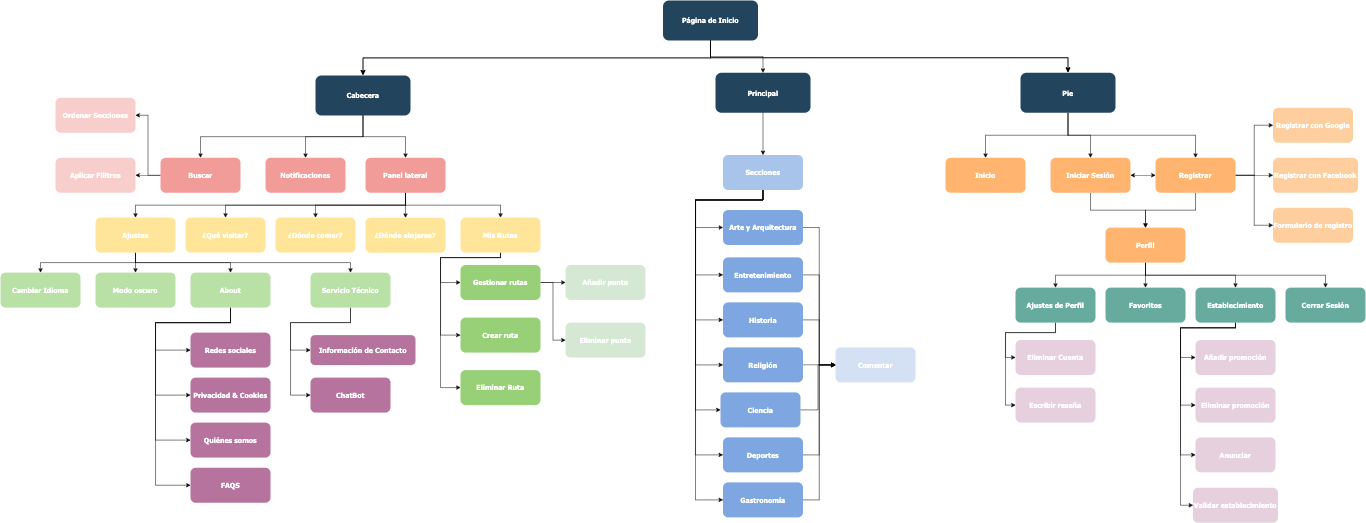 Página de Inicio
Cabecera
Principal
Pie
Ordenar Secciones
Aplicar Filitros
Buscar
Notificaciones
Panel lateral
Secciones
Inicio
Iniciar Sesión
Registrar
Registrar con Google
Registrar con Facebook
Formulario de registro
Ajustes
¿Qué visitar?
¿Dónde comer?
¿Dónde alojarse?
Mis Rutas
Perfil
Cambiar Idioma
Modo oscuro
About
Servicio Técnico
Gestionar rutas
Añadir punto
Eliminar punto
Crear ruta
Eliminar Ruta
Redes sociales
Privacidad & Cookies
Quiénes somos
FAQS
Información de Contacto
ChatBot
Arte y Arquitectura
Entretenimiento
Historia
Religión
Ciencia
Deportes
Gastronomía
Comentar
Ajustes de Perfil
Favoritos
Establecimiento
Cerrar Sesión
Eliminar Cuenta
Escribir reseña
Añadir promoción
Eliminar promoción
Anunciar
Validar establecimiento